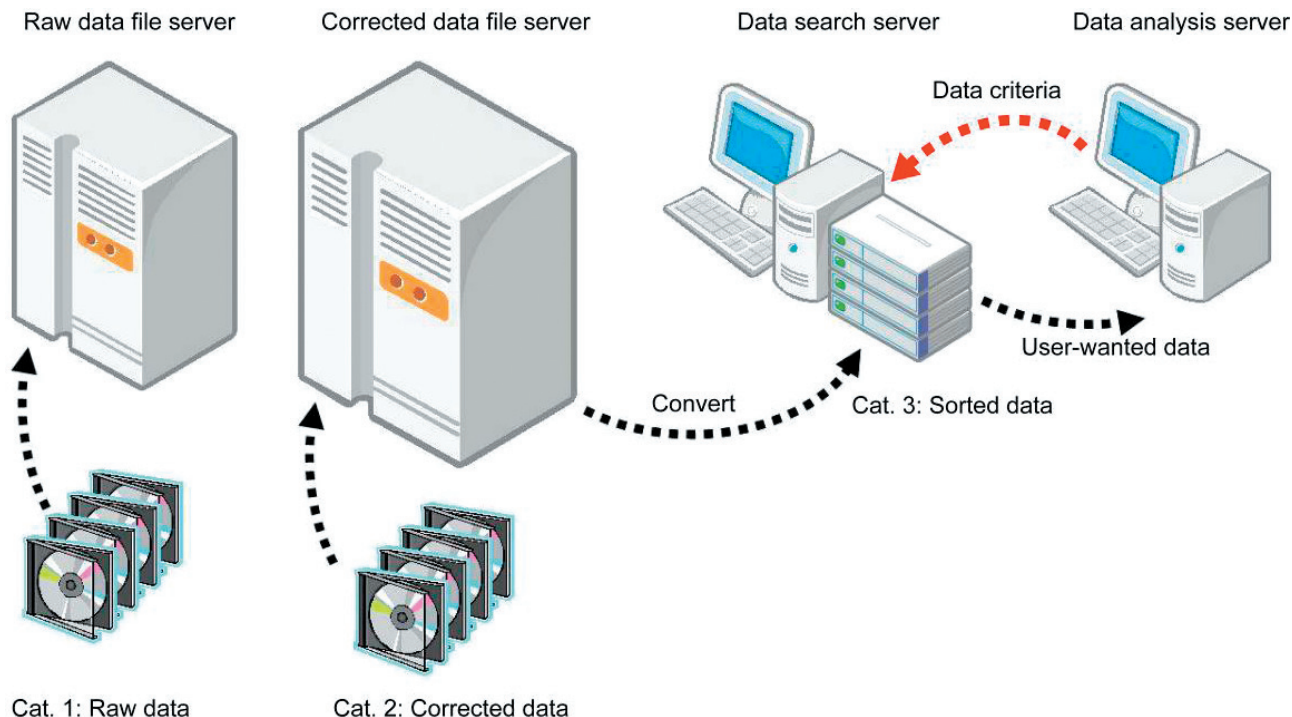 Raw data file server
Corrected data file server
Data search server
Data analysis server
Data criteria
User-wanted data
Convert
Cat. 3: Sorted data
Cat. 1: Raw data
Cat. 2: Corrected data